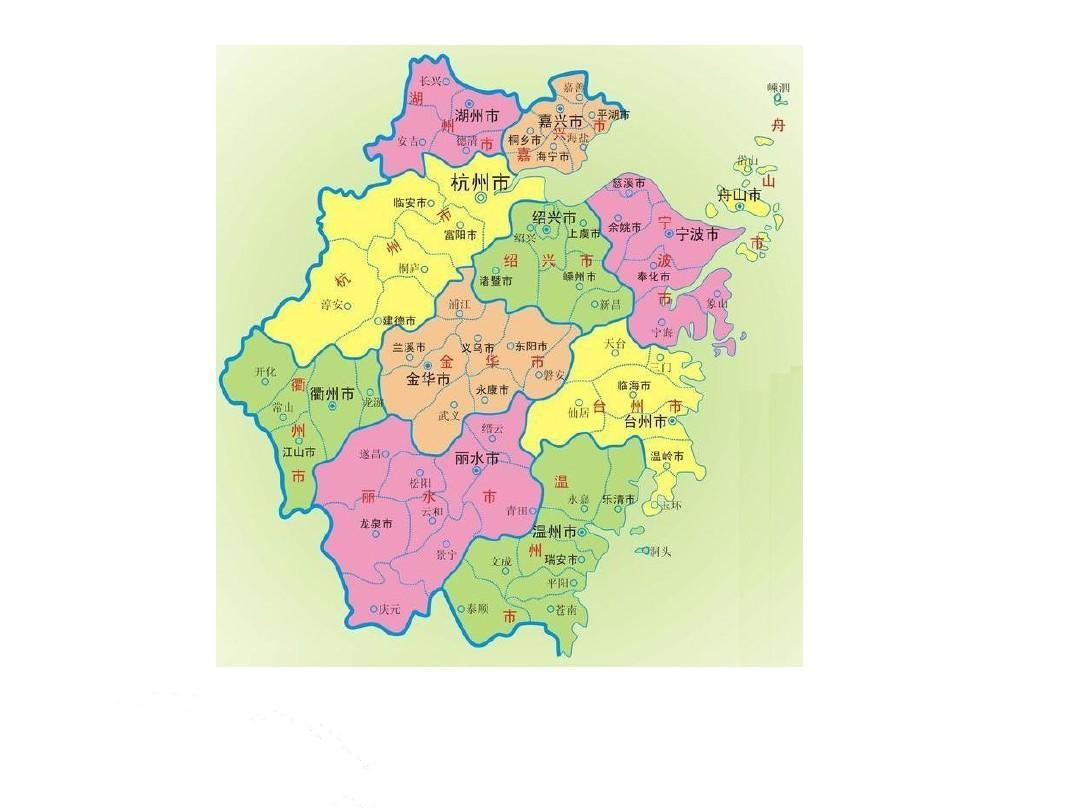 长兴
湖
州
市
湖州市
安吉
德清
嘉善
嘉兴市
平湖市
桐乡市
海盐
海宁市
嘉
兴
市
嵊泗
舟
山
市
岱山
舟山市
杭州市
临安市
富阳市
桐庐
淳安
建德市
杭
州
市
绍兴市
绍兴
上虞市
绍
兴
市
诸暨市
嵊州市
新昌
慈溪市
余姚市
宁波市
宁
波
市
奉化市
象山
宁海
浦江
兰溪市
义乌市
东阳市
金
华
市
金华市
磐安
永康市
武义
天台
三门
临海市
仙居
台
州
市
台州市
温岭市
玉环
开化
衢
州
市
衢州市
常山
龙游
江山市
缙云
遂昌
丽水市
松阳
丽
水
市
云和
青田
龙泉市
景宁
庆元
温
州
市
永嘉
乐清市
温州市
洞头
文成
瑞安市
平阳
泰顺
苍南